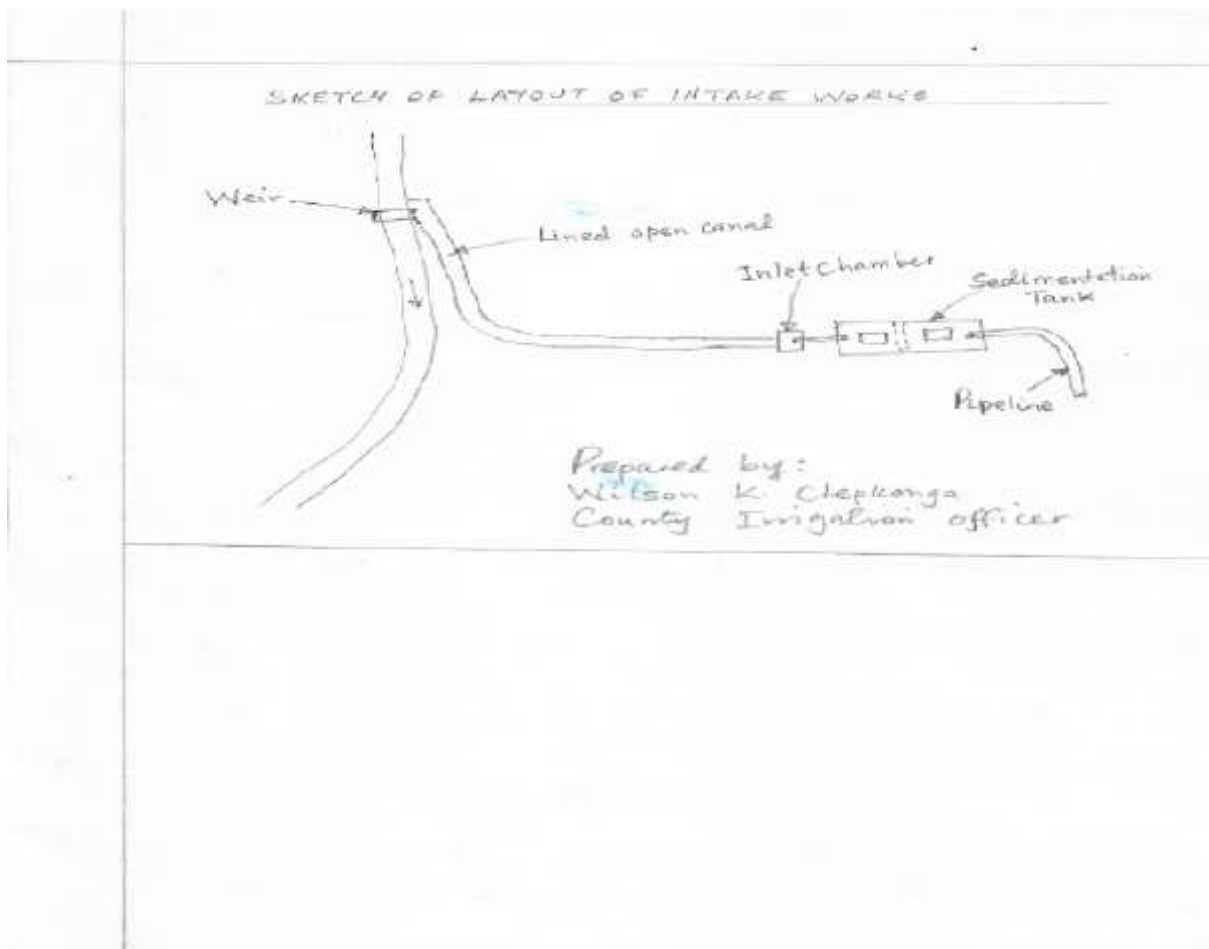 SKETCH OF LAYOUT OF INTAKE WORKS
Weir
Lined open canal
Inlet Chamber
Sedimentation
Tank
Pipeline
Prepared by:
Wilson K. Chepkonga
County Irrigation officer